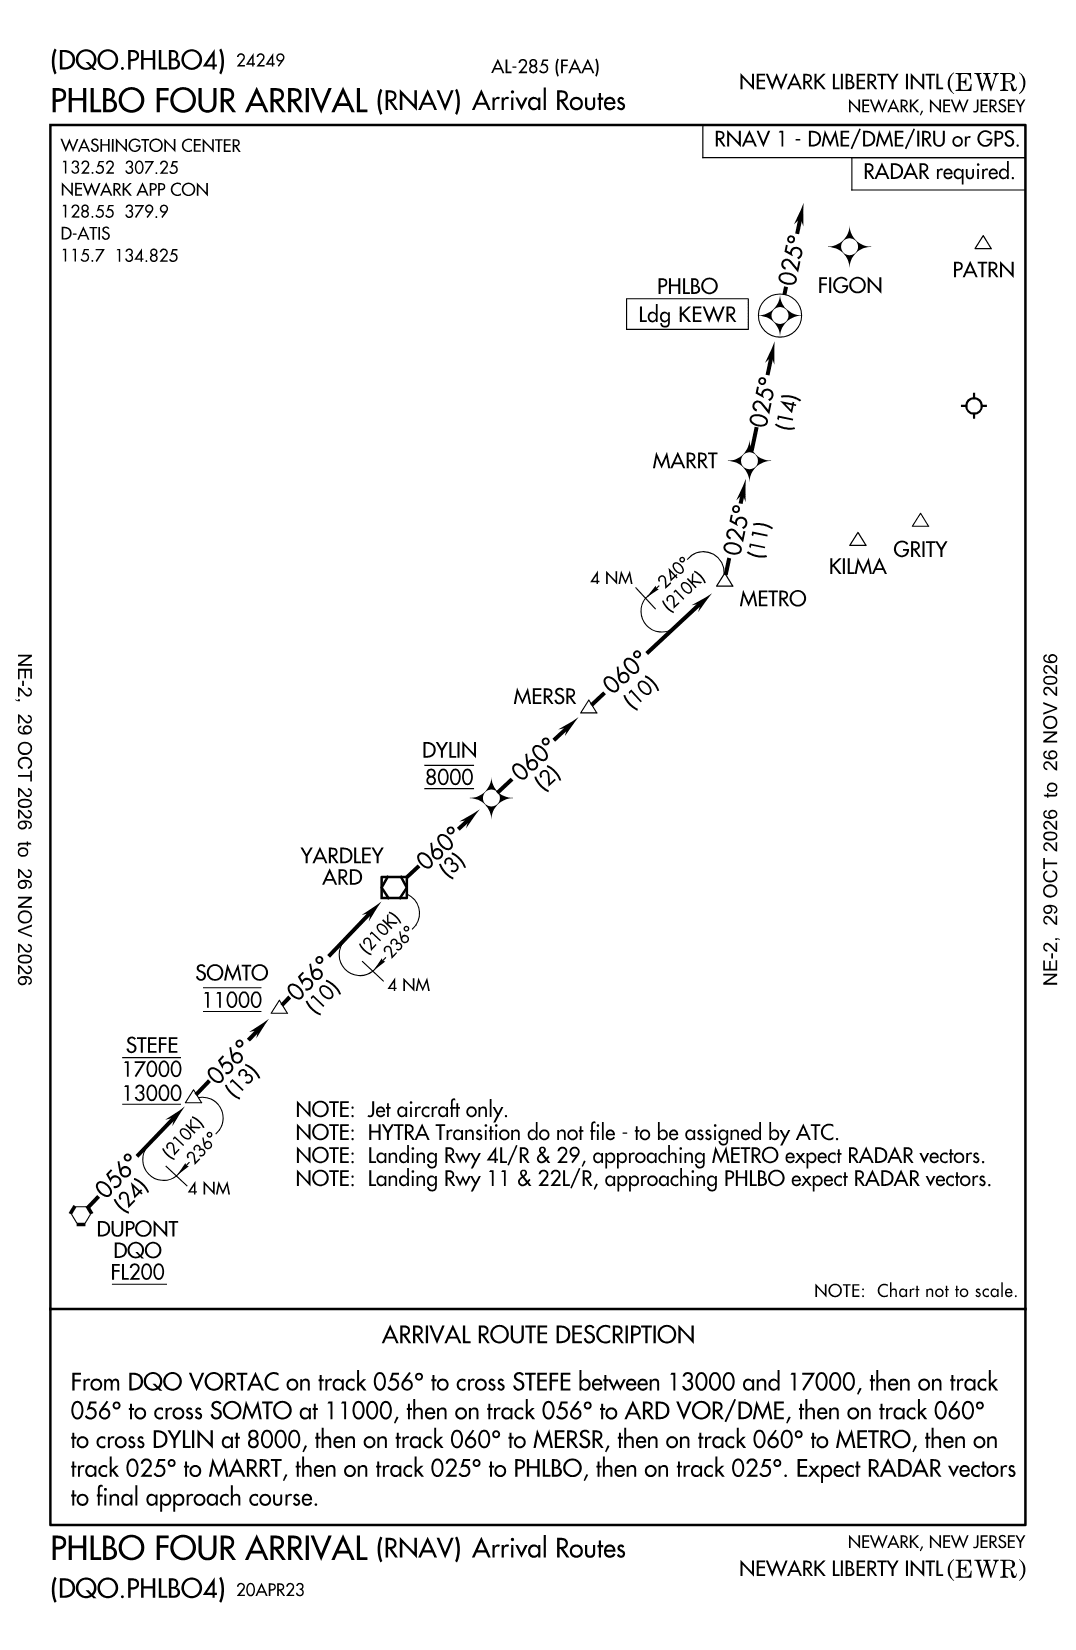 (DQO.PHLBO4) 24249
AL-285 (FAA)
NEWARK LIBERTY INTL (EWR)
PHLBO FOUR ARRIVAL (RNAV) Arrival Routes
NEWARK, NEW JERSEY
WASHINGTON CENTER
132.52 307.25
NEWARK APP CON
128.55 379.9
D-ATIS
115.7 134.825
RNAV 1 - DME/DME/IRU or GPS.
RADAR required.
025°
FIGON
PATRN
PHLBO
Ldg KEWR
025°
(14)
MARRT
025°
(11)
GRITY
KILMA
4 NM
240°
(210K)
METRO
060°
(10)
MERSR
DYLIN
8000
060°
(2)
YARDLEY
ARD
060°
(3)
(210K)
236°
4 NM
SOMTO
11000
056°
(10)
STEFE
17000
13000
056°
(13)
(210K)
236°
4 NM
056°
(24)
DUPONT
DQO
FL200
NOTE: Jet aircraft only.
NOTE: HYTRA Transition do not file - to be assigned by ATC.
NOTE: Landing Rwy 4L/R & 29, approaching METRO expect RADAR vectors.
NOTE: Landing Rwy 11 & 22L/R, approaching PHLBO expect RADAR vectors.
NOTE: Chart not to scale.
NE-2, 29 OCT 2026 to 26 NOV 2026
NE-2, 29 OCT 2026 to 26 NOV 2026
ARRIVAL ROUTE DESCRIPTION
From DQO VORTAC on track 056° to cross STEFE between 13000 and 17000, then on track
056° to cross SOMTO at 11000, then on track 056° to ARD VOR/DME, then on track 060°
to cross DYLIN at 8000, then on track 060° to MERSR, then on track 060° to METRO, then on
track 025° to MARRT, then on track 025° to PHLBO, then on track 025°. Expect RADAR vectors
to final approach course.
PHLBO FOUR ARRIVAL (RNAV) Arrival Routes
NEWARK, NEW JERSEY
NEWARK LIBERTY INTL (EWR)
(DQO.PHLBO4) 20APR23